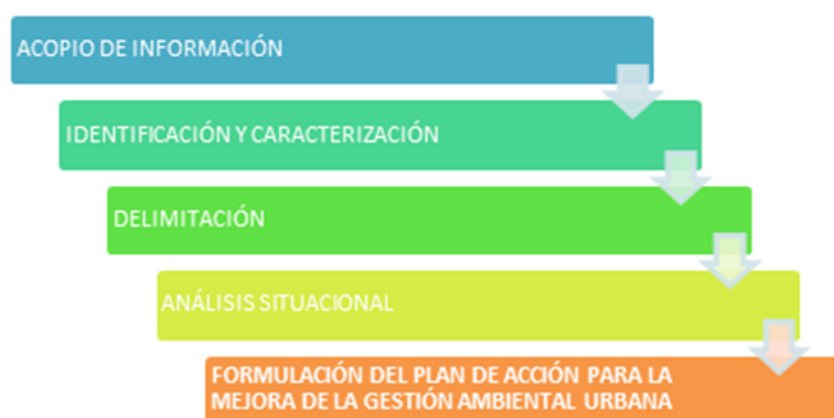 ACOPIO DE INFORMACIÓN
IDENTIFICACIÓN Y CARACTERIZACIÓN
DELIMITACIÓN
ANÁLISIS SITUACIONAL
FORMULACIÓN DEL PLAN DE ACCIÓN PARA LA
MEJORA DE LA GESTIÓN AMBIENTAL URBANA